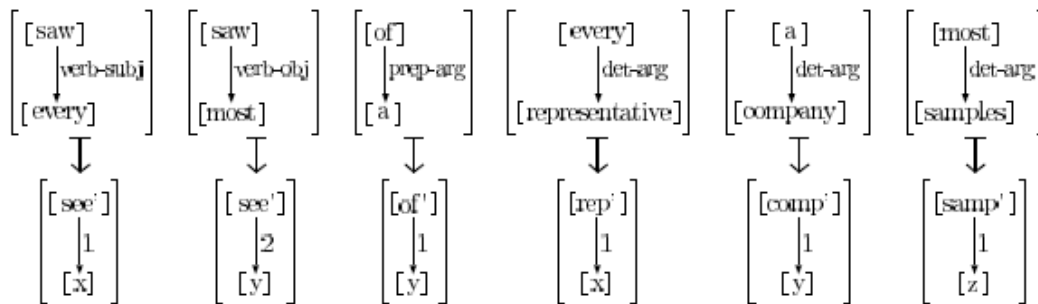 [saw] [saw] [of] [every] [a] [most]
verb-subj verb-obj prep-arg det-arg det-arg det-arg
[every] [most] [a] [representative] [company] [samples]
[see'] [see'] [of'] [rep'] [comp'] [samp']
1 2 1 1 1 1
[x] [y] [y] [x] [y] [z]